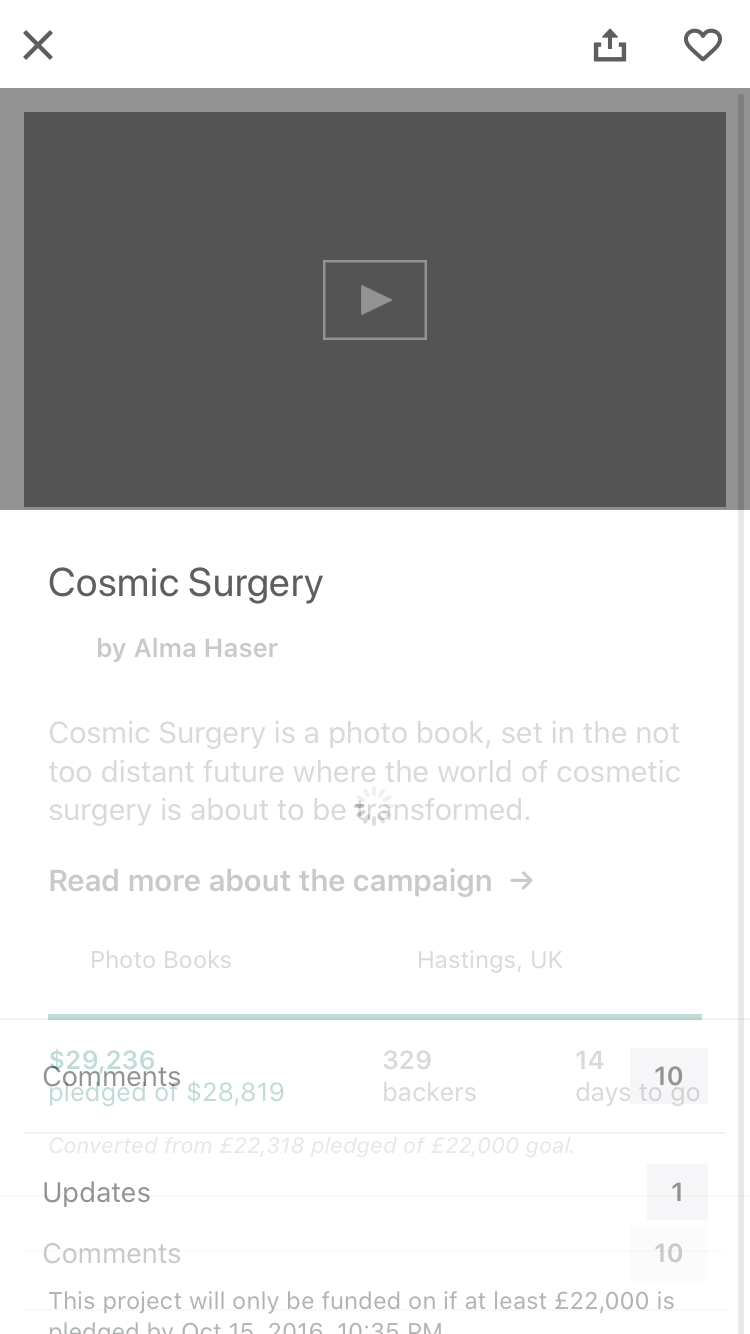 Cosmic Surgery
by Alma Haser
Cosmic Surgery is a photo book, set in the not
too distant future where the world of cosmetic
surgery is about to be transformed.
Read more about the campaign →
Photo Books
Hastings, UK
$29,236
pledged of $28,819
329
backers
14
days to go
Comments
10
Converted from £22,318 pledged of £22,000 goal.
Updates
1
Comments
10
This project will only be funded on if at least £22,000 is
pledged by Oct 15, 2016, 10:35 PM